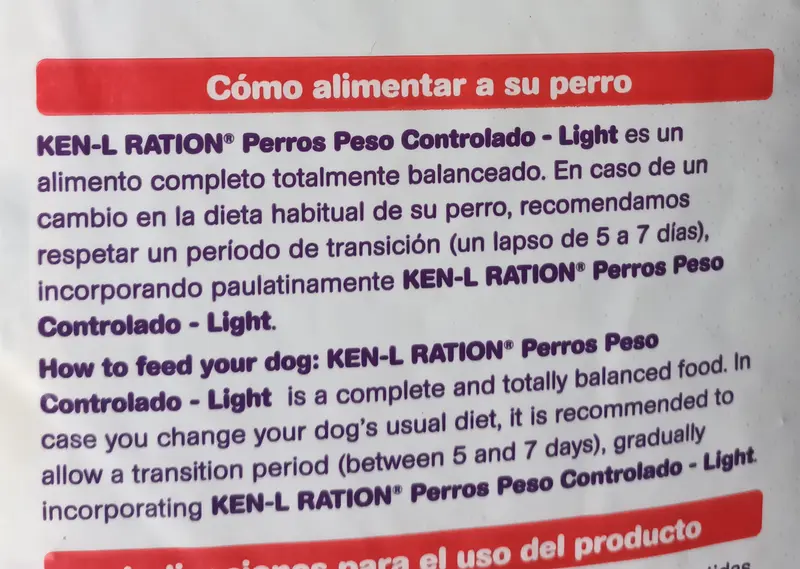 Cómo alimentar a su perro
KEN-L RATION® Perros Peso Controlado - Light es un
alimento completo totalmente balanceado. En caso de un
cambio en la dieta habitual de su perro, recomendamos
respetar un período de transición (un lapso de 5 a 7 días),
incorporando paulatinamente KEN-L RATION® Perros Peso
Controlado - Light.
How to feed your dog: KEN-L RATION® Perros Peso
Controlado - Light is a complete and totally balanced food. In
case you change your dog's usual diet, it is recommended to
allow a transition period (between 5 and 7 days), gradually
incorporating KEN-L RATION® Perros Peso Controlado - Light.
para el uso del producto